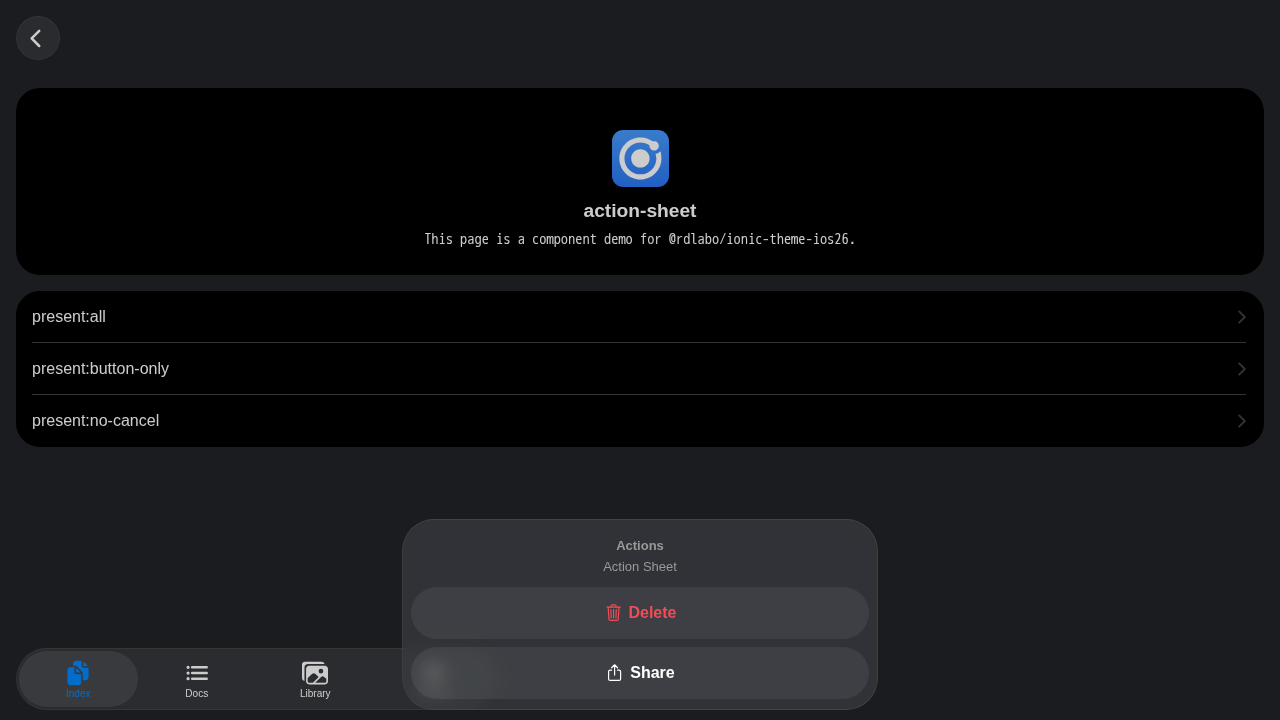 action-sheet
This page is a component demo for @rdlabo/ionic-theme-ios26.
present:all
present:button-only
present:no-cancel
Actions
Action Sheet
Delete
Share
Index
Docs
Library